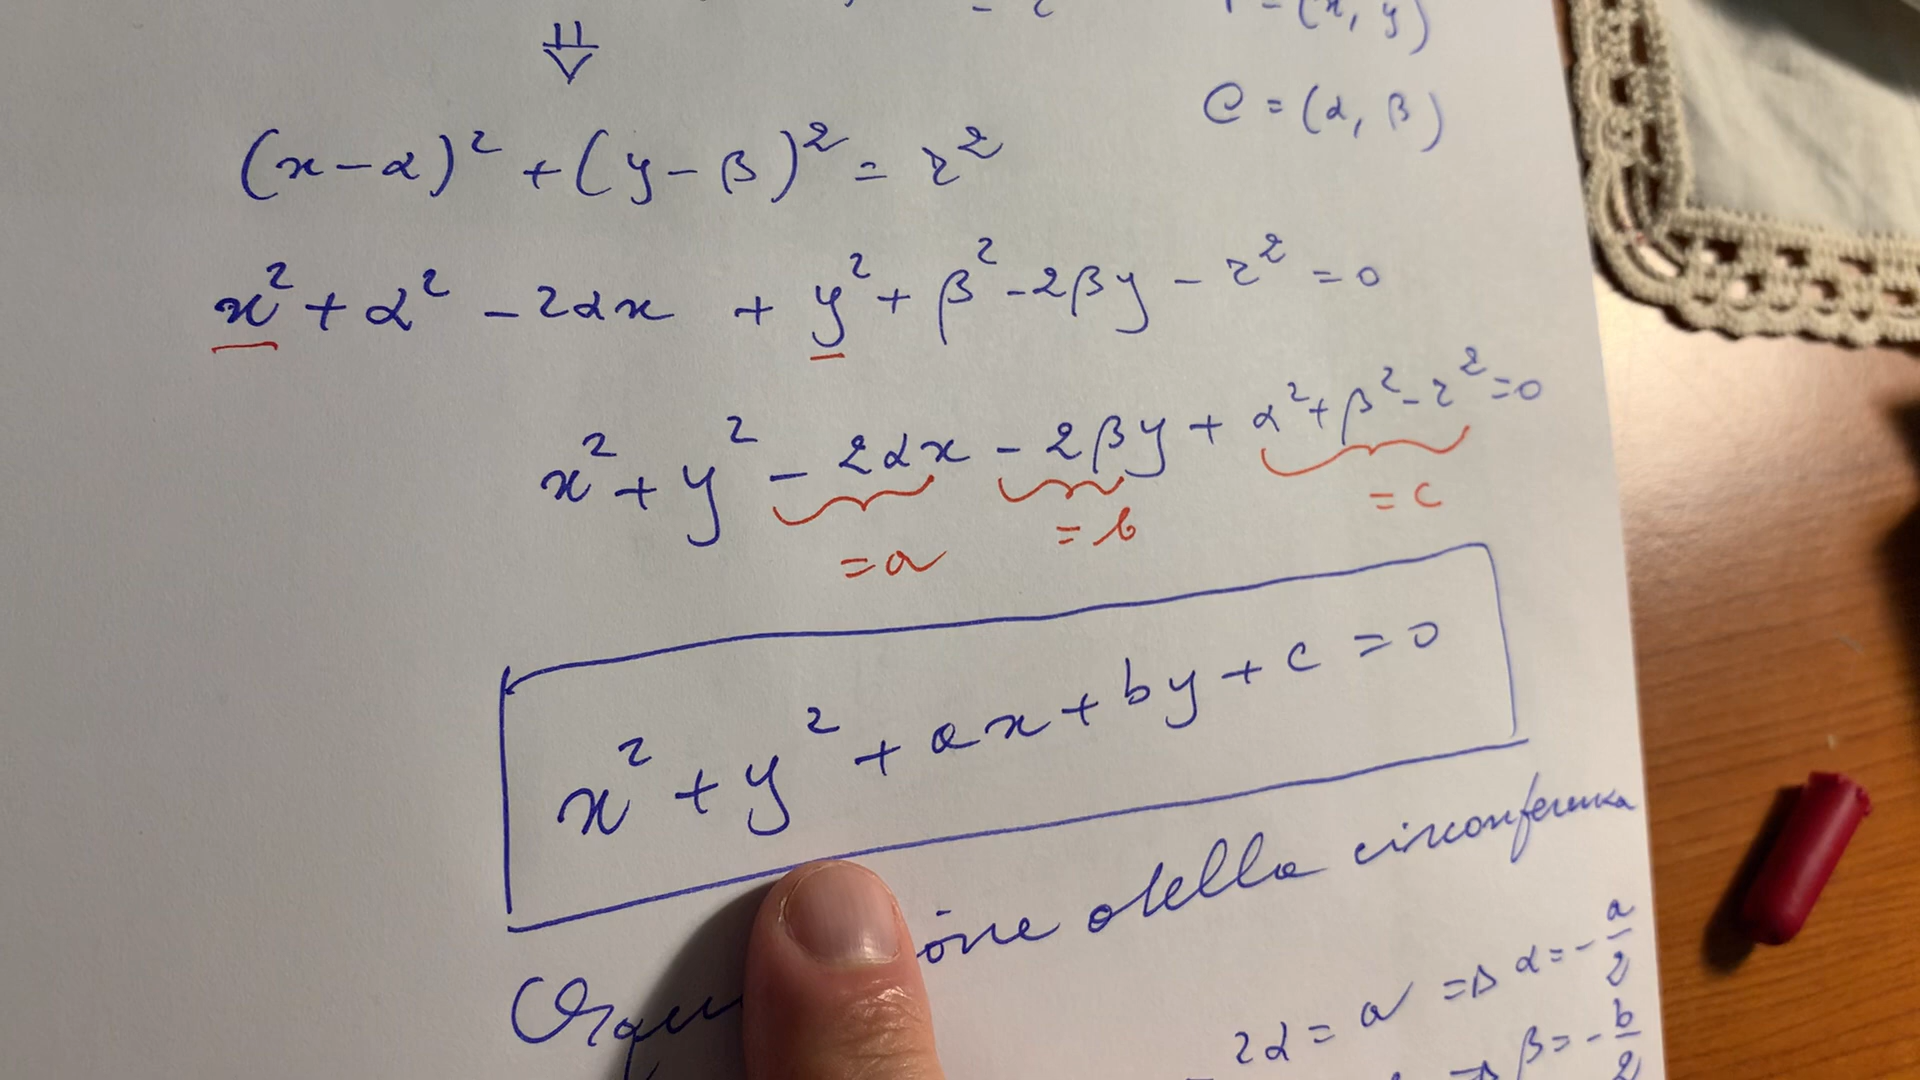 P = (x, y)
⇓
C = (α, β)
(x-α)² + (y-β)² = r²
x² + α² - 2αx + y² + β² - 2βy - r² = 0
x² + y² - 2αx - 2βy + α² + β² - r² = 0
= a = b = c
x² + y² + ax + by + c = 0
della circonferenza
2α = a ⇒ α = - a/2
⇒ β = - b/2